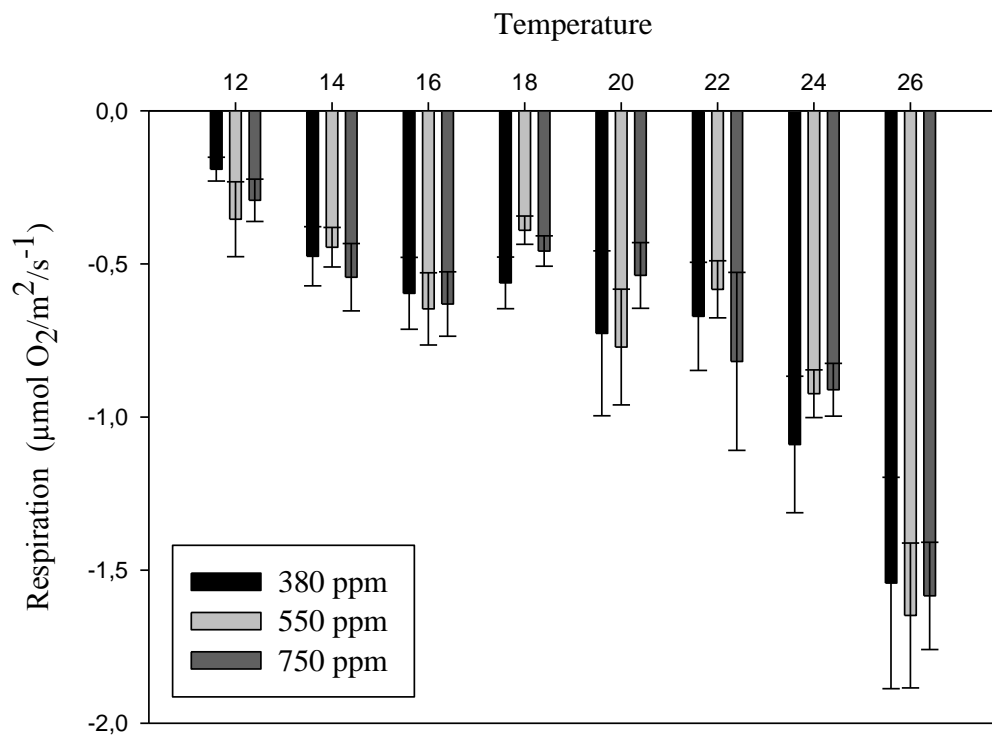 Temperature
12 14 16 18 20 22 24 26
0,0
-0,5
-1,0
-1,5
-2,0
Respiration (µmol O2/m²/s⁻¹)
380 ppm
550 ppm
750 ppm